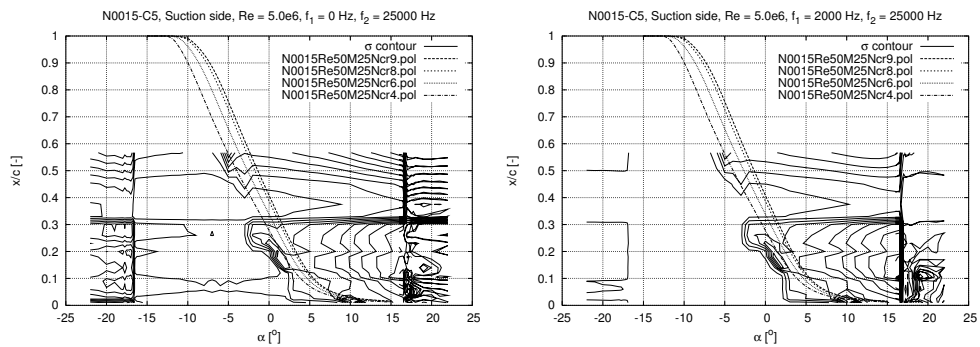 N0015-C5, Suction side, Re = 5.0e6, f1 = 0 Hz, f2 = 25000 Hz
σ contour
N0015Re50M25Ncr9.pol
N0015Re50M25Ncr8.pol
N0015Re50M25Ncr6.pol
N0015Re50M25Ncr4.pol
1
0.9
0.8
0.7
0.6
0.5
0.4
0.3
0.2
0.1
0
x/c [-]
-25 -20 -15 -10 -5 0 5 10 15 20 25
α [o]
N0015-C5, Suction side, Re = 5.0e6, f1 = 2000 Hz, f2 = 25000 Hz
σ contour
N0015Re50M25Ncr9.pol
N0015Re50M25Ncr8.pol
N0015Re50M25Ncr6.pol
N0015Re50M25Ncr4.pol
1
0.9
0.8
0.7
0.6
0.5
0.4
0.3
0.2
0.1
0
x/c [-]
-25 -20 -15 -10 -5 0 5 10 15 20 25
α [o]